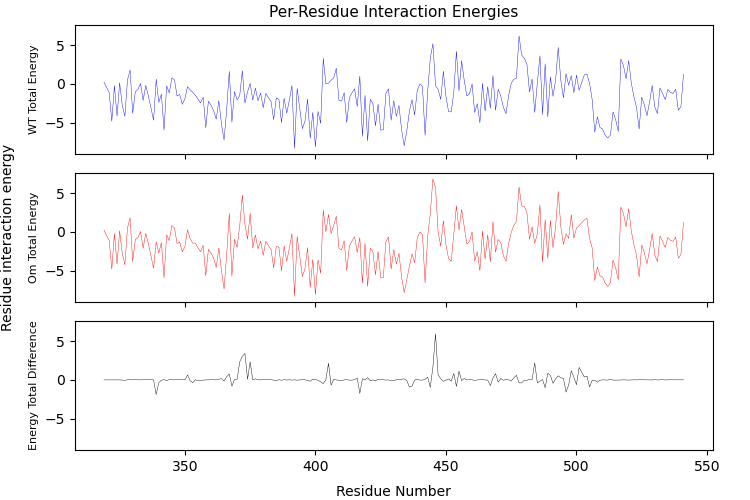 Per-Residue Interaction Energies
Residue interaction energy
WT Total Energy
5
0
−5
Om Total Energy
5
0
−5
Energy Total Difference
5
0
−5
350
400
450
500
550
Residue Number